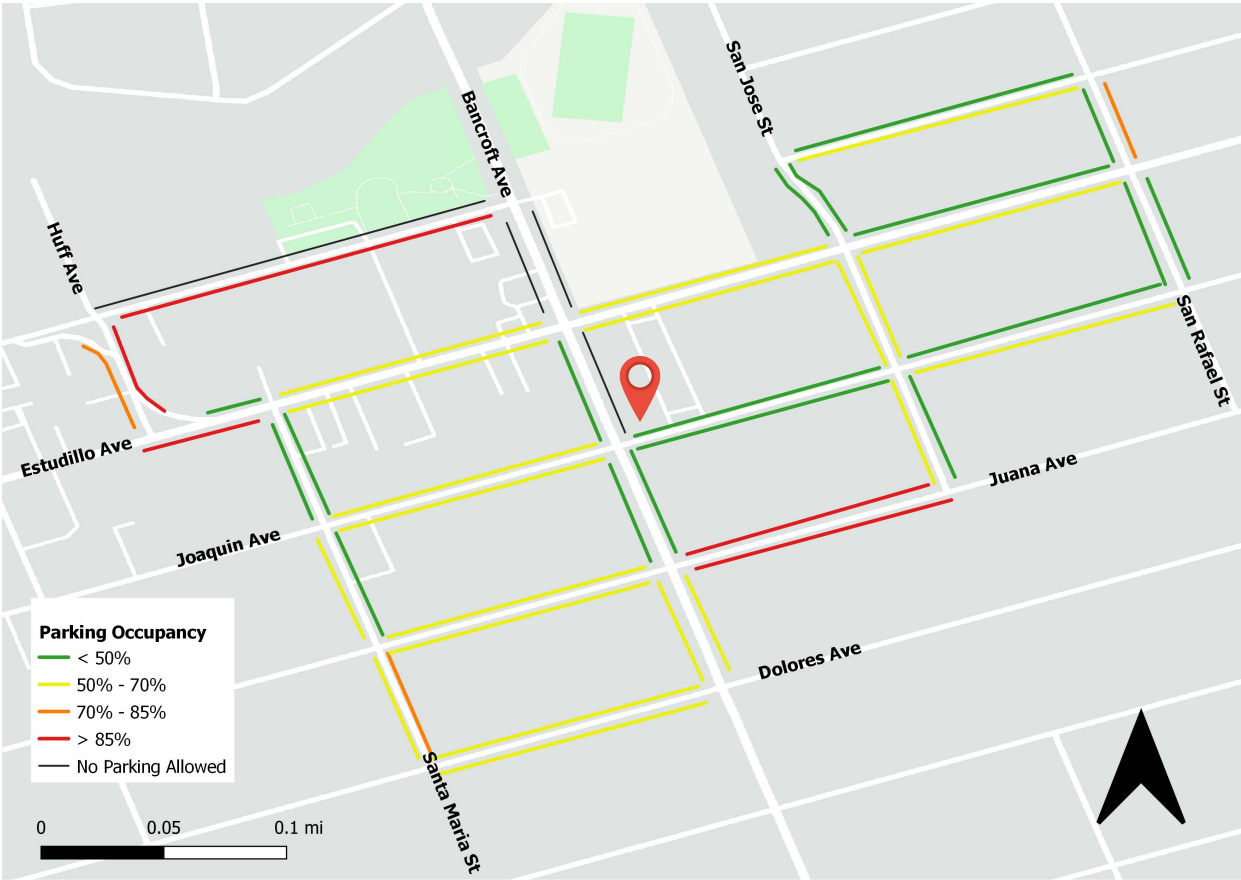 San Jose St
Bancroft Ave
Huff Ave
San Rafael St
Estudillo Ave
Juana Ave
Joaquin Ave
Dolores Ave
Santa Maria St
Parking Occupancy
< 50%
50% - 70%
70% - 85%
> 85%
No Parking Allowed
0 0.05 0.1 mi